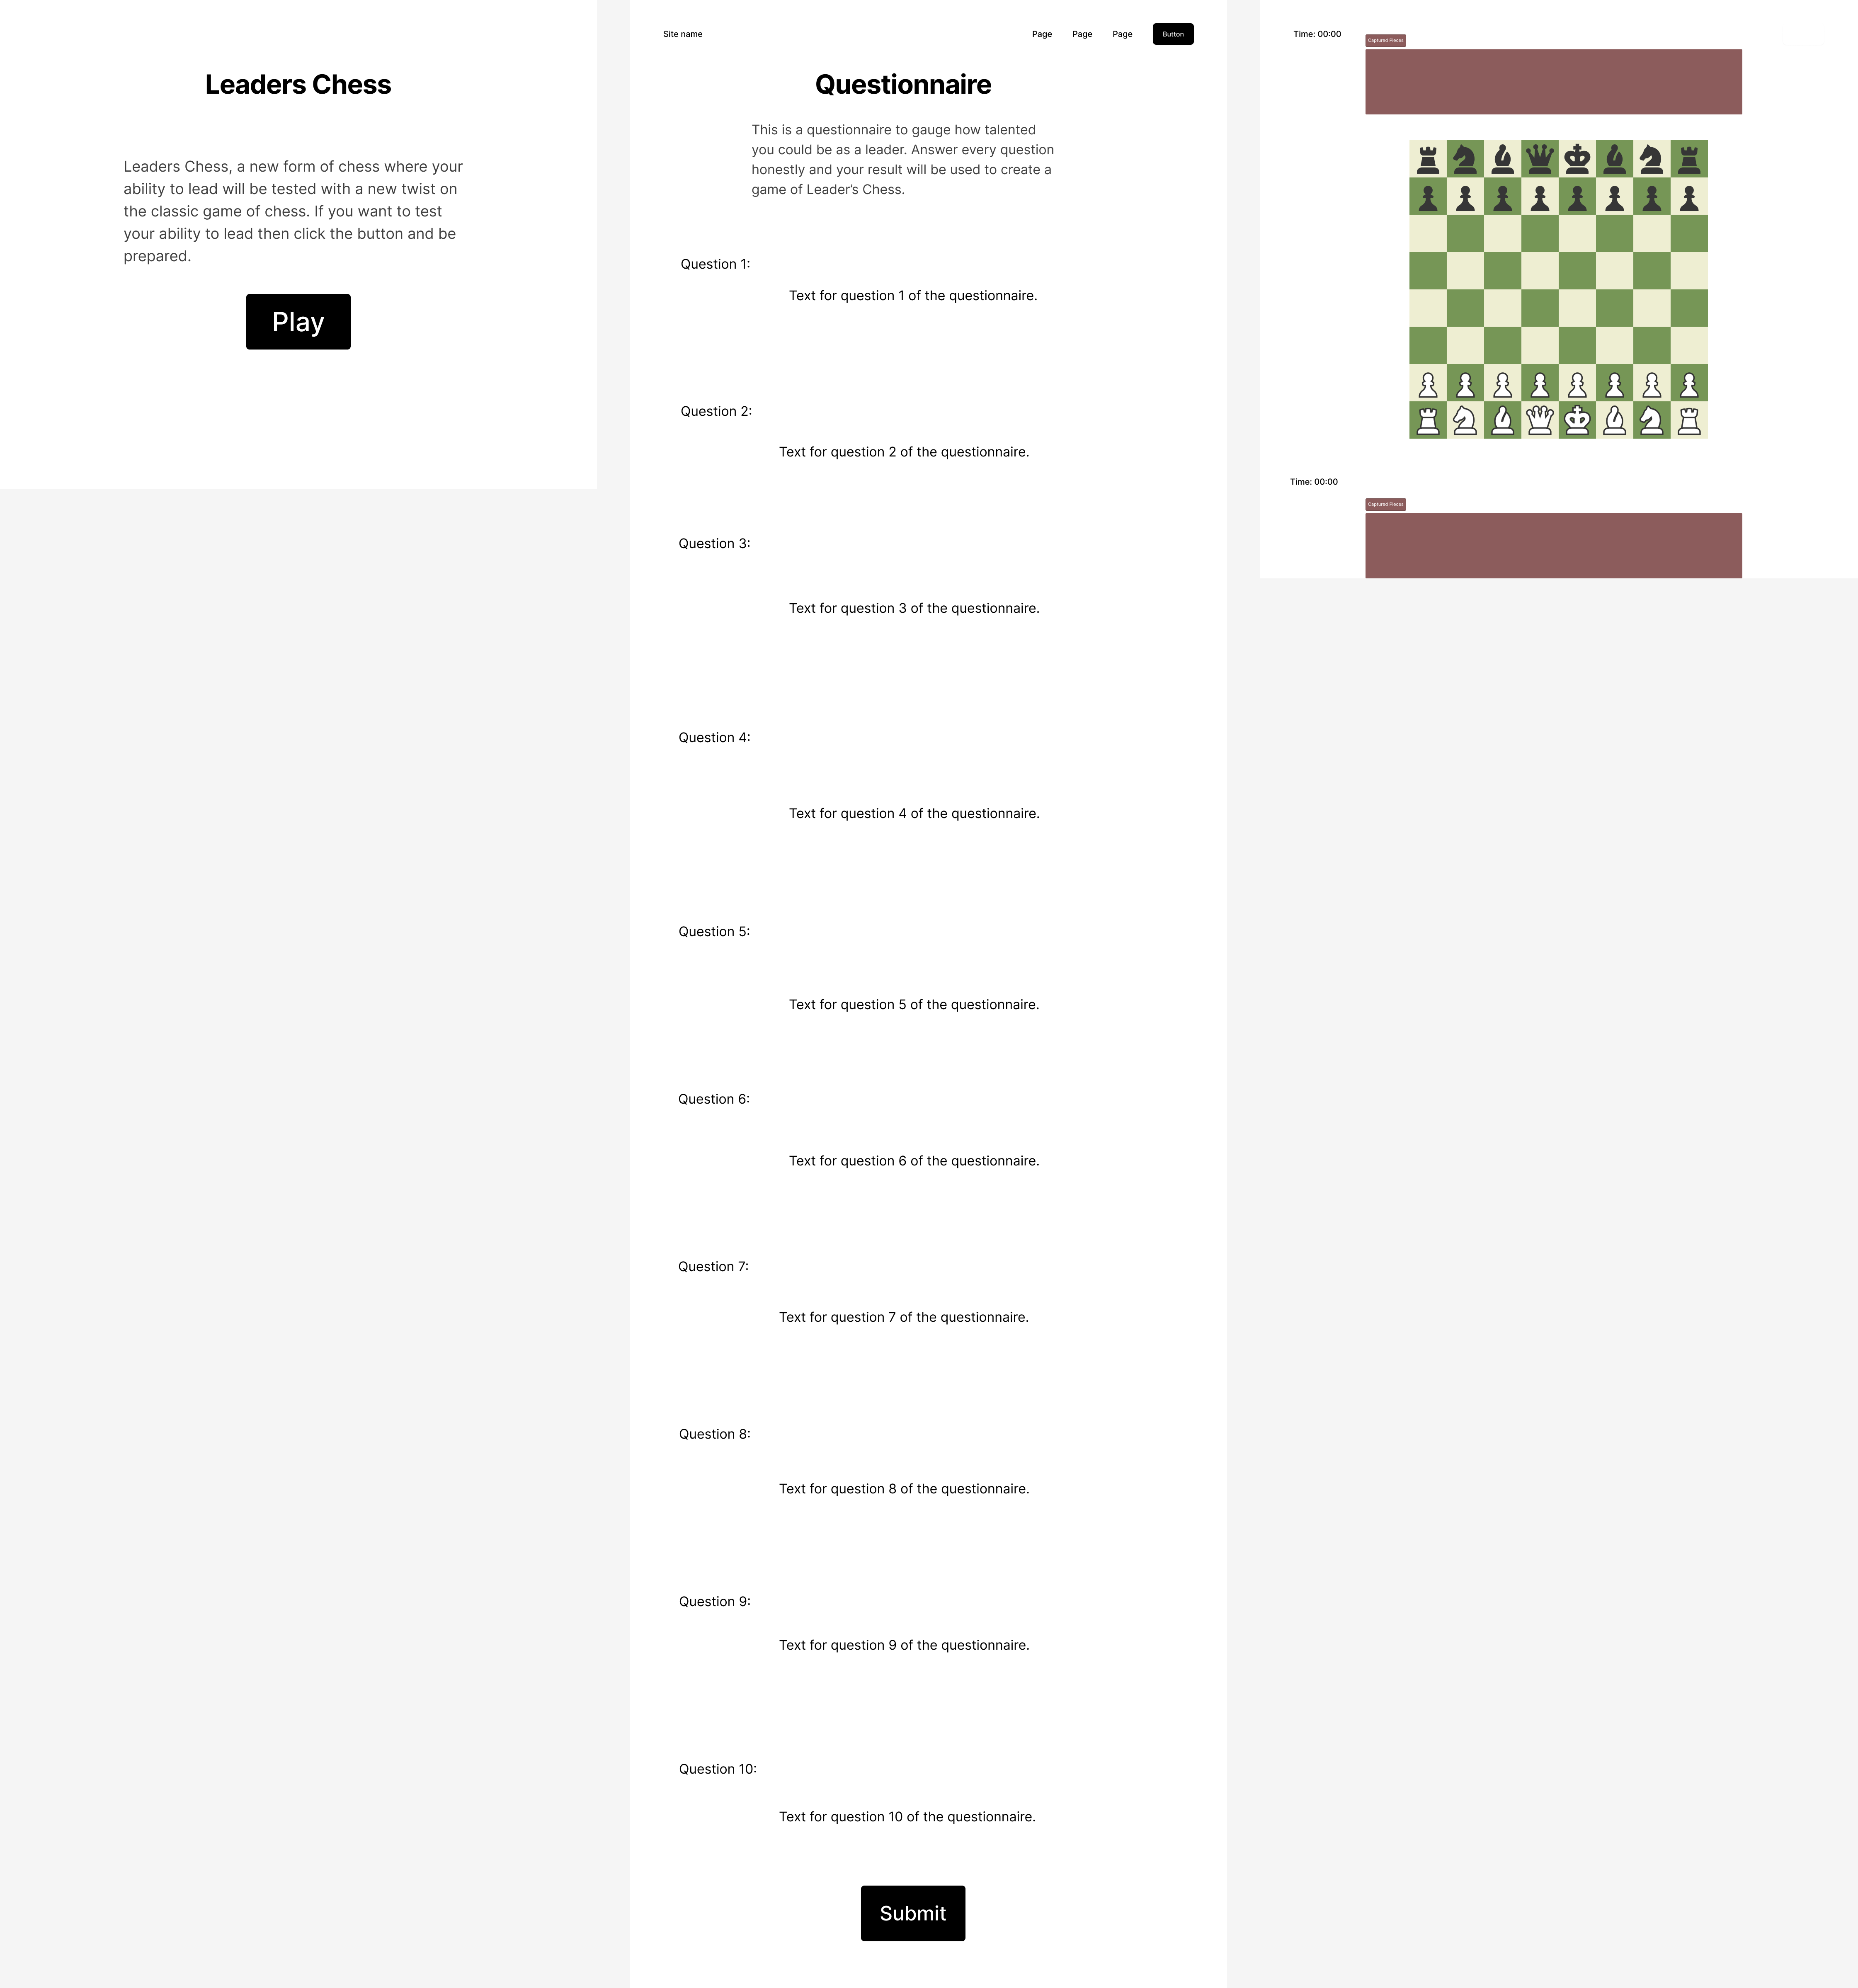 Leaders Chess
Leaders Chess, a new form of chess where your
ability to lead will be tested with a new twist on
the classic game of chess. If you want to test
your ability to lead then click the button and be
prepared.
Play
Site name
Page
Page
Page
Button
Questionnaire
This is a questionnaire to gauge how talented
you could be as a leader. Answer every question
honestly and your result will be used to create a
game of Leader’s Chess.
Question 1:
Text for question 1 of the questionnaire.
Question 2:
Text for question 2 of the questionnaire.
Question 3:
Text for question 3 of the questionnaire.
Question 4:
Text for question 4 of the questionnaire.
Question 5:
Text for question 5 of the questionnaire.
Question 6:
Text for question 6 of the questionnaire.
Question 7:
Text for question 7 of the questionnaire.
Question 8:
Text for question 8 of the questionnaire.
Question 9:
Text for question 9 of the questionnaire.
Question 10:
Text for question 10 of the questionnaire.
Submit
Time: 00:00
Captured Pieces
Time: 00:00
Captured Pieces